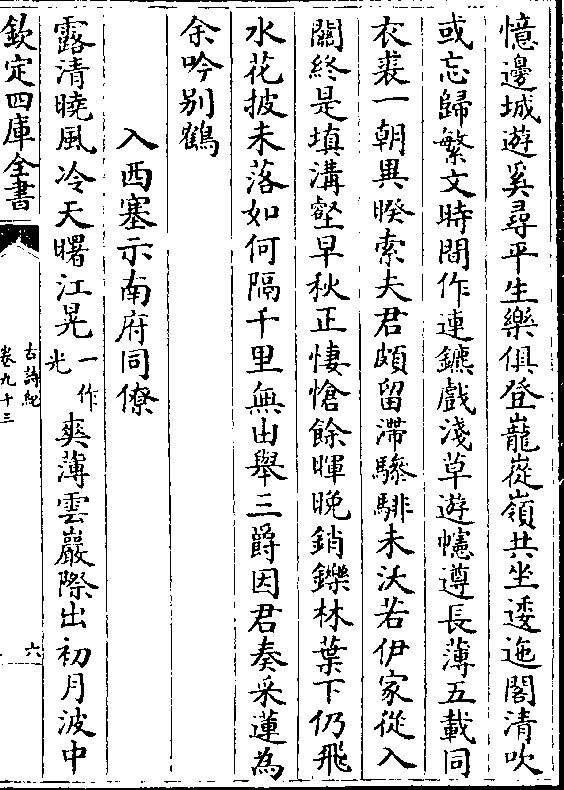 憶邊城遊奚尋平生樂俱登巃嵸嶺共坐逶迤閣清吹
或忘歸繁文時間作連鑣戲淺草遊幰遵長薄五載同
衣裘一朝異暌索夫君頗留滯驂騑未沃若伊家從入
關終是填溝壑早秋正悽愴餘暉晚銷鑠林葉下仍飛
水花披未落如何隔千里無由舉三爵因君奏采蓮為
余吟别鶴
入西塞示南府同僚
露清曉風冷天曙江晃一作光爽薄雲巖際出初月波中
欽定四庫全書
古詩紀
卷九十三
六